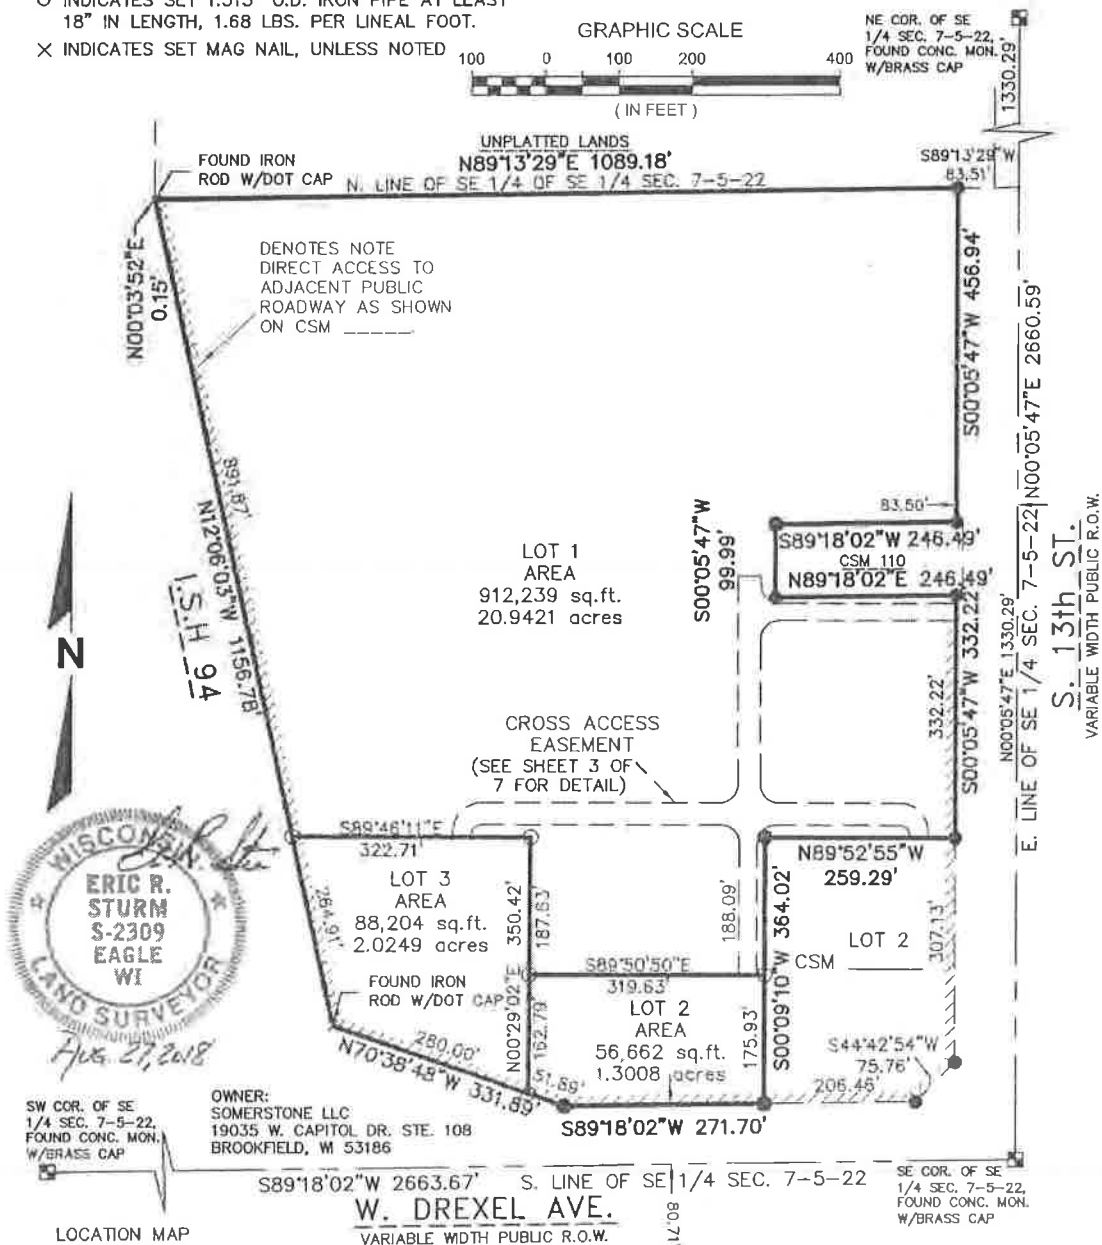 O INDICATES SET 1.315" O.D. IRON PIPE AT LEAST
18" IN LENGTH, 1.68 LBS. PER LINEAL FOOT.
× INDICATES SET MAG NAIL, UNLESS NOTED
GRAPHIC SCALE
100 0 100 200 400
( IN FEET )
NE COR. OF SE
1/4 SEC. 7-5-22,
FOUND CONC. MON.
W/BRASS CAP
1330.29'
UNPLATTED LANDS
N89°13'29"E 1089.18'
N. LINE OF SE 1/4 OF SE 1/4 SEC. 7-5-22
S89°13'29"W
83.51'
FOUND IRON
ROD W/DOT CAP
N00°03'52"E
0.15'
DENOTES NOTE
DIRECT ACCESS TO
ADJACENT PUBLIC
ROADWAY AS SHOWN
ON CSM _____
S00°05'47"W 456.94'
N00°05'47"E 2660.59'
891.87'
N12°06'03"W 1156.78'
I.S.H 94
LOT 1
AREA
912,239 sq.ft.
20.9421 acres
S00°05'47"W
99.99'
83.50'
S89°18'02"W 246.49'
CSM 110
N89°18'02"E 246.49'
S00°05'47"W 332.22'
332.22'
N00°05'47"E 1330.29'
E. LINE OF SE 1/4 SEC. 7-5-22
S. 13th ST.
VARIABLE WIDTH PUBLIC R.O.W.
N
CROSS ACCESS
EASEMENT
(SEE SHEET 3 OF
7 FOR DETAIL)
S89°46'11"E
322.71'
N89°52'55"W
259.29'
LOT 3
AREA
88,204 sq.ft.
2.0249 acres
264.91'
N00°29'02"E 350.42'
187.63'
162.79'
188.09'
S00°09'10"W 364.02'
175.93'
LOT 2
CSM ______
307.13'
S89°50'50"E
319.63'
LOT 2
AREA
56,662 sq.ft.
1.3008 acres
FOUND IRON
ROD W/DOT CAP
280.00'
N70°38'48"W 331.89'
51.89'
S44°42'54"W
75.76'
206.46'
S89°18'02"W 271.70'
WISCONSIN
ERIC R.
STURM
S-2309
EAGLE
WI
LAND SURVEYOR
Aug. 27, 2018
SW COR. OF SE
1/4 SEC. 7-5-22,
FOUND CONC. MON.
W/BRASS CAP
OWNER:
SOMERSTONE LLC
19035 W. CAPITOL DR. STE. 108
BROOKFIELD, WI 53186
S89°18'02"W 2663.67' S. LINE OF SE 1/4 SEC. 7-5-22
SE COR. OF SE
1/4 SEC. 7-5-22,
FOUND CONC. MON.
W/BRASS CAP
W. DREXEL AVE.
VARIABLE WIDTH PUBLIC R.O.W.
80.71'
LOCATION MAP